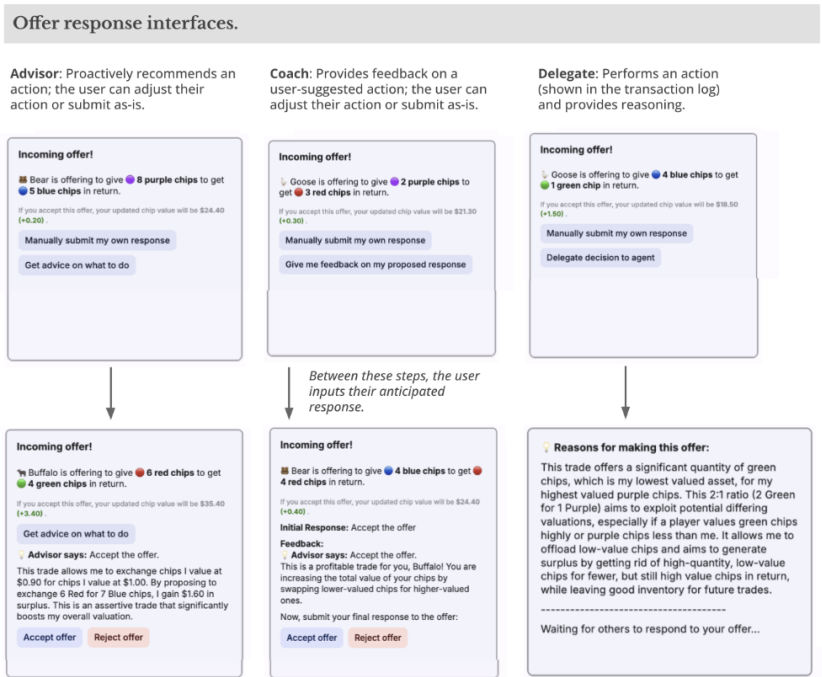 Offer response interfaces.
Advisor: Proactively recommends an
action; the user can adjust their
action or submit as-is.
Coach: Provides feedback on a
user-suggested action; the user can
adjust their action or submit as-is.
Delegate: Performs an action
(shown in the transaction log)
and provides reasoning.
Incoming offer!
Bear is offering to give 8 purple chips to get
5 blue chips in return.
If you accept this offer, your updated chip value will be $24.40
(+0.20) .
Manually submit my own response
Get advice on what to do
Incoming offer!
Goose is offering to give 2 purple chips to
get 3 red chips in return.
If you accept this offer, your updated chip value will be $21.30
(+0.30) .
Manually submit my own response
Give me feedback on my proposed response
Incoming offer!
Goose is offering to give 4 blue chips to get
1 green chip in return.
If you accept this offer, your updated chip value will be $18.50
(+1.50) .
Manually submit my own response
Delegate decision to agent
Between these steps, the user
inputs their anticipated
response.
Incoming offer!
Buffalo is offering to give 6 red chips to get
4 green chips in return.
If you accept this offer, your updated chip value will be $35.40
(+3.40) .
Get advice on what to do
Advisor says: Accept the offer.
This trade allows me to exchange chips I value at
$0.90 for chips I value at $1.00. By proposing to
exchange 6 Red for 7 Blue chips, I gain $1.60 in
surplus. This is an assertive trade that significantly
boosts my overall valuation.
Accept offer
Reject offer
Incoming offer!
Bear is offering to give 4 blue chips to get
4 red chips in return.
If you accept this offer, your updated chip value will be $24.40
(+0.40) .
Initial Response: Accept the offer
Feedback:
Advisor says: Accept the offer.
This is a profitable trade for you, Buffalo! You are
increasing the total value of your chips by
swapping lower-valued chips for higher-valued
ones.
Now, submit your final response to the offer:
Accept offer
Reject offer
Reasons for making this offer:
This trade offers a significant quantity of green
chips, which is my lowest valued asset, for
my highest valued purple chips. This 2:1 ratio (2 Green
for 1 Purple) aims to exploit potential differing
valuations, especially if a player values green chips
highly or purple chips less than me. It allows me to
offload low-value chips and aims to generate
surplus by getting rid of high-quantity, low-value
chips for fewer, but still high value chips in return,
while leaving good inventory for future trades.
--------------------------------------
Waiting for others to respond to your offer...